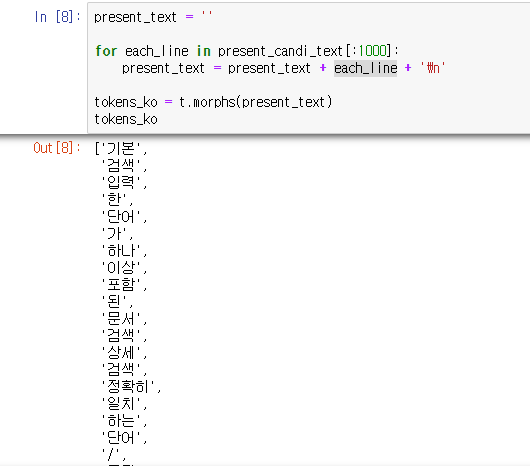 In [8]: present_text = ''
for each_line in present_candi_text[:1000]:
present_text = present_text + each_line + '₩n'
tokens_ko = t.morphs(present_text)
tokens_ko
Out[8]: ['기본',
'검색',
'입력',
'한',
'단어',
'가',
'하나',
'이상',
'포함',
'된',
'문서',
'검색',
'상세',
'검색',
'정확히',
'일치',
'하는',
'단어',
'/',